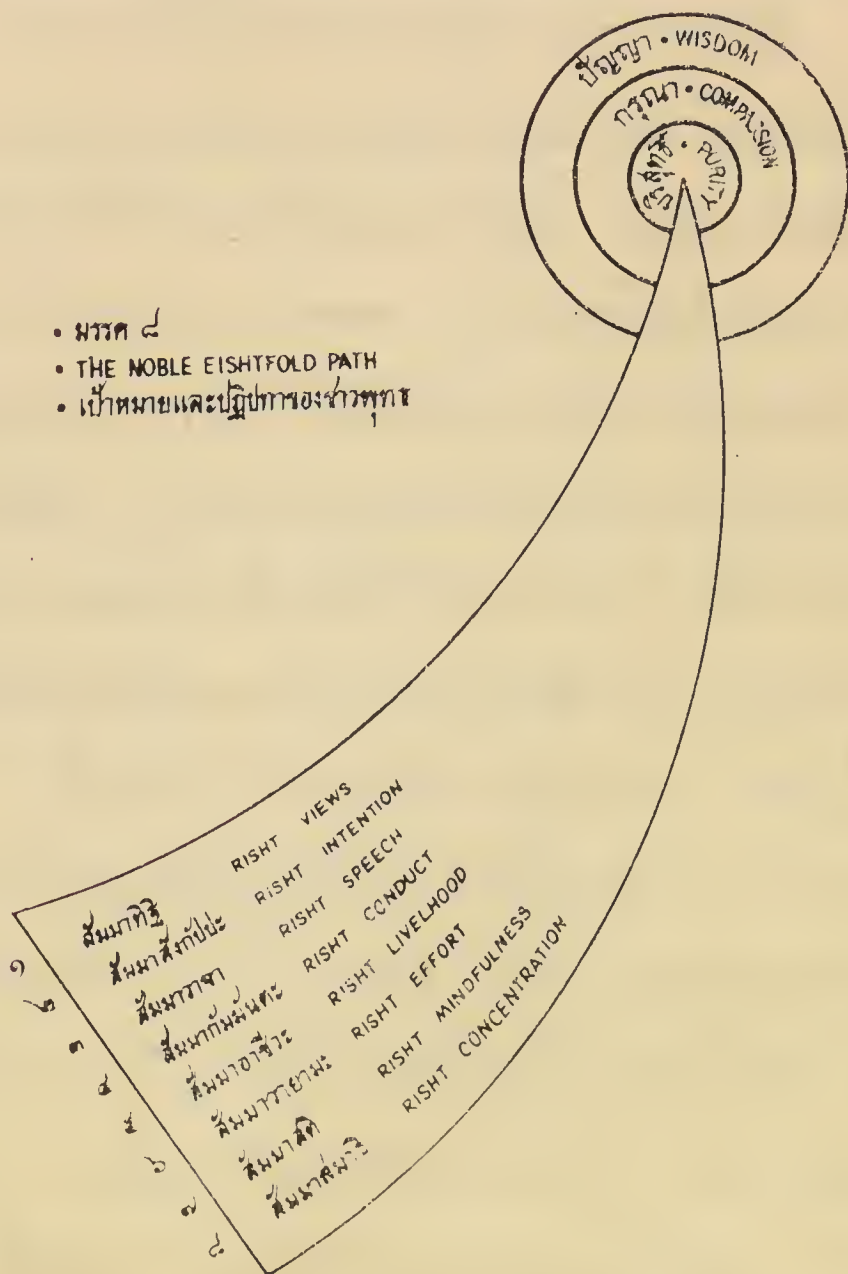 ปัญญา • WISDOM
กรุณา • COMPASSION
บริสุทธิ์ • PURITY
• มรรค ๘
• THE NOBLE EISHTFOLD PATH
• เป้าหมายและปฏิปทาของชาวพุทธ
๑ สัมมาทิฐิ RISHT VIEWS
๒ สัมมาสังกัปปะ RISHT INTENTION
๓ สัมมาวาจา RISHT SPEECH
๔ สัมมากัมมันตะ RISHT CONDUCT
๕ สัมมาอาชีวะ RISHT LIVELHOOD
๖ สัมมาวายามะ RISHT EFFORT
๗ สัมมาสติ RISHT MINDFULNESS
๘ สัมมาสมาธิ RISHT CONCENTRATION